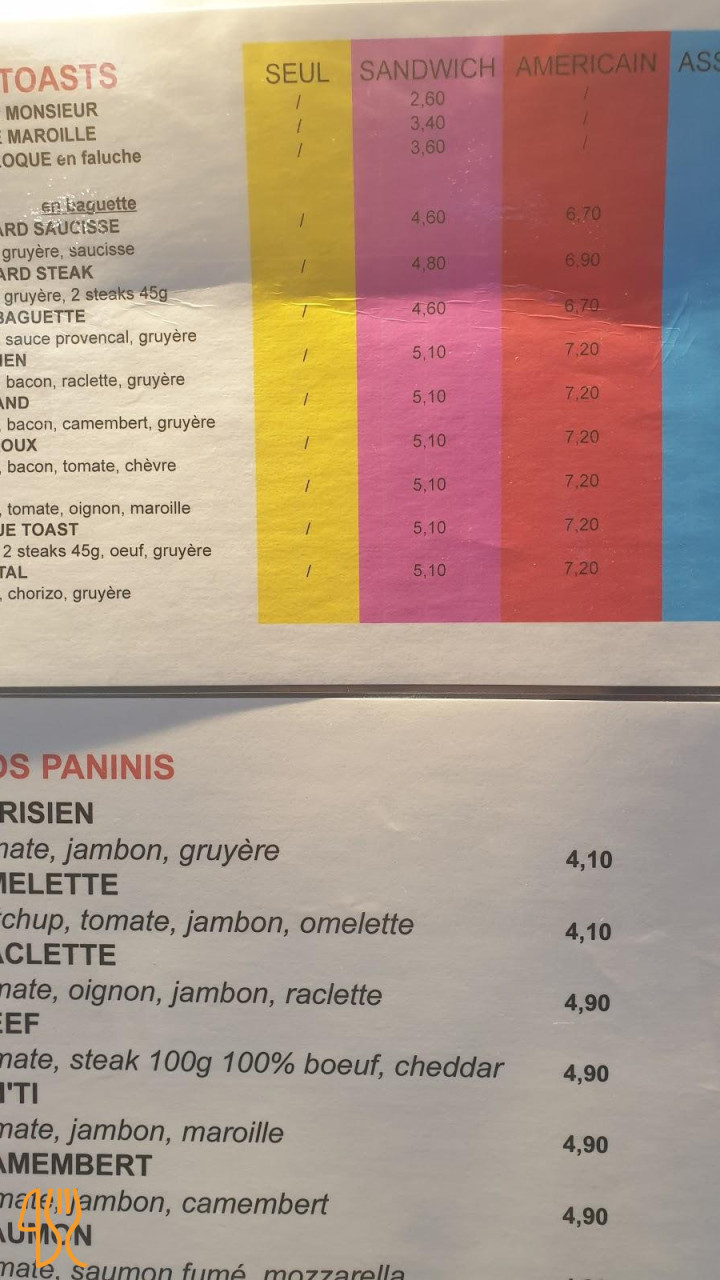 TOASTS SEUL SANDWICH AMERICAIN ASS
MONSIEUR / 2,60 /
E MAROILLE / 3,40 /
LOQUE en faluche / 3,60 /
en baguette
ARD SAUCISSE / 4,60 6,70
gruyère, saucisse
ARD STEAK / 4,80 6,90
gruyère, 2 steaks 45g
BAGUETTE / 4,60 6,70
sauce provencal, gruyère
IEN / 5,10 7,20
, bacon, raclette, gruyère
AND / 5,10 7,20
, bacon, camembert, gruyère
OUX / 5,10 7,20
, bacon, tomate, chèvre
/ 5,10 7,20
, tomate, oignon, maroille
UE TOAST / 5,10 7,20
2 steaks 45g, oeuf, gruyère
TAL / 5,10 7,20
, chorizo, gruyère
OS PANINIS
RISIEN
mate, jambon, gruyère 4,10
MELETTE
tchup, tomate, jambon, omelette 4,10
ACLETTE
mate, oignon, jambon, raclette 4,90
EEF
mate, steak 100g 100% boeuf, cheddar 4,90
I'TI
mate, jambon, maroille 4,90
AMEMBERT
mate, jambon, camembert 4,90
AUMON
mate, saumon fumé, mozzarella